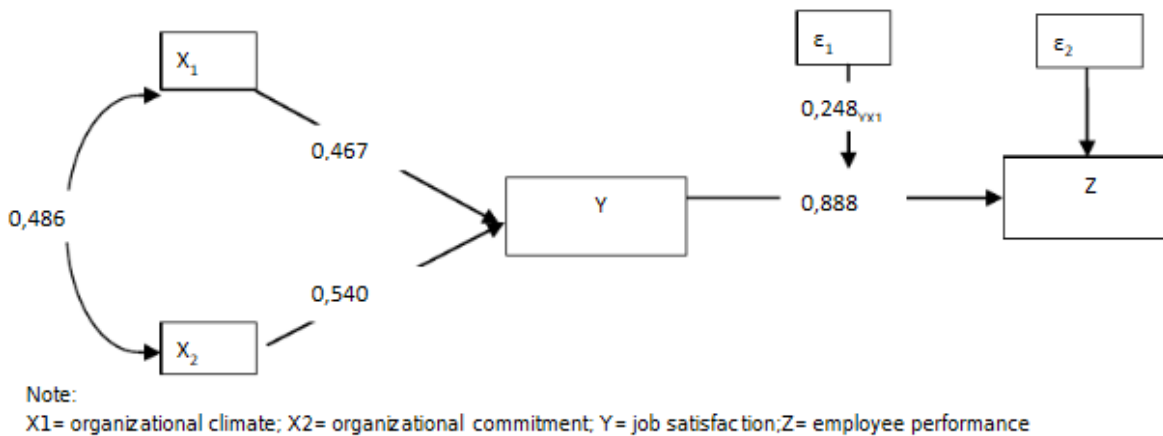 X1
ε1
ε2
0,248YX1
0,467
0,486
Y
0,888
Z
0,540
X2
Note:
X1= organizational climate; X2= organizational commitment; Y= job satisfaction;Z= employee performance